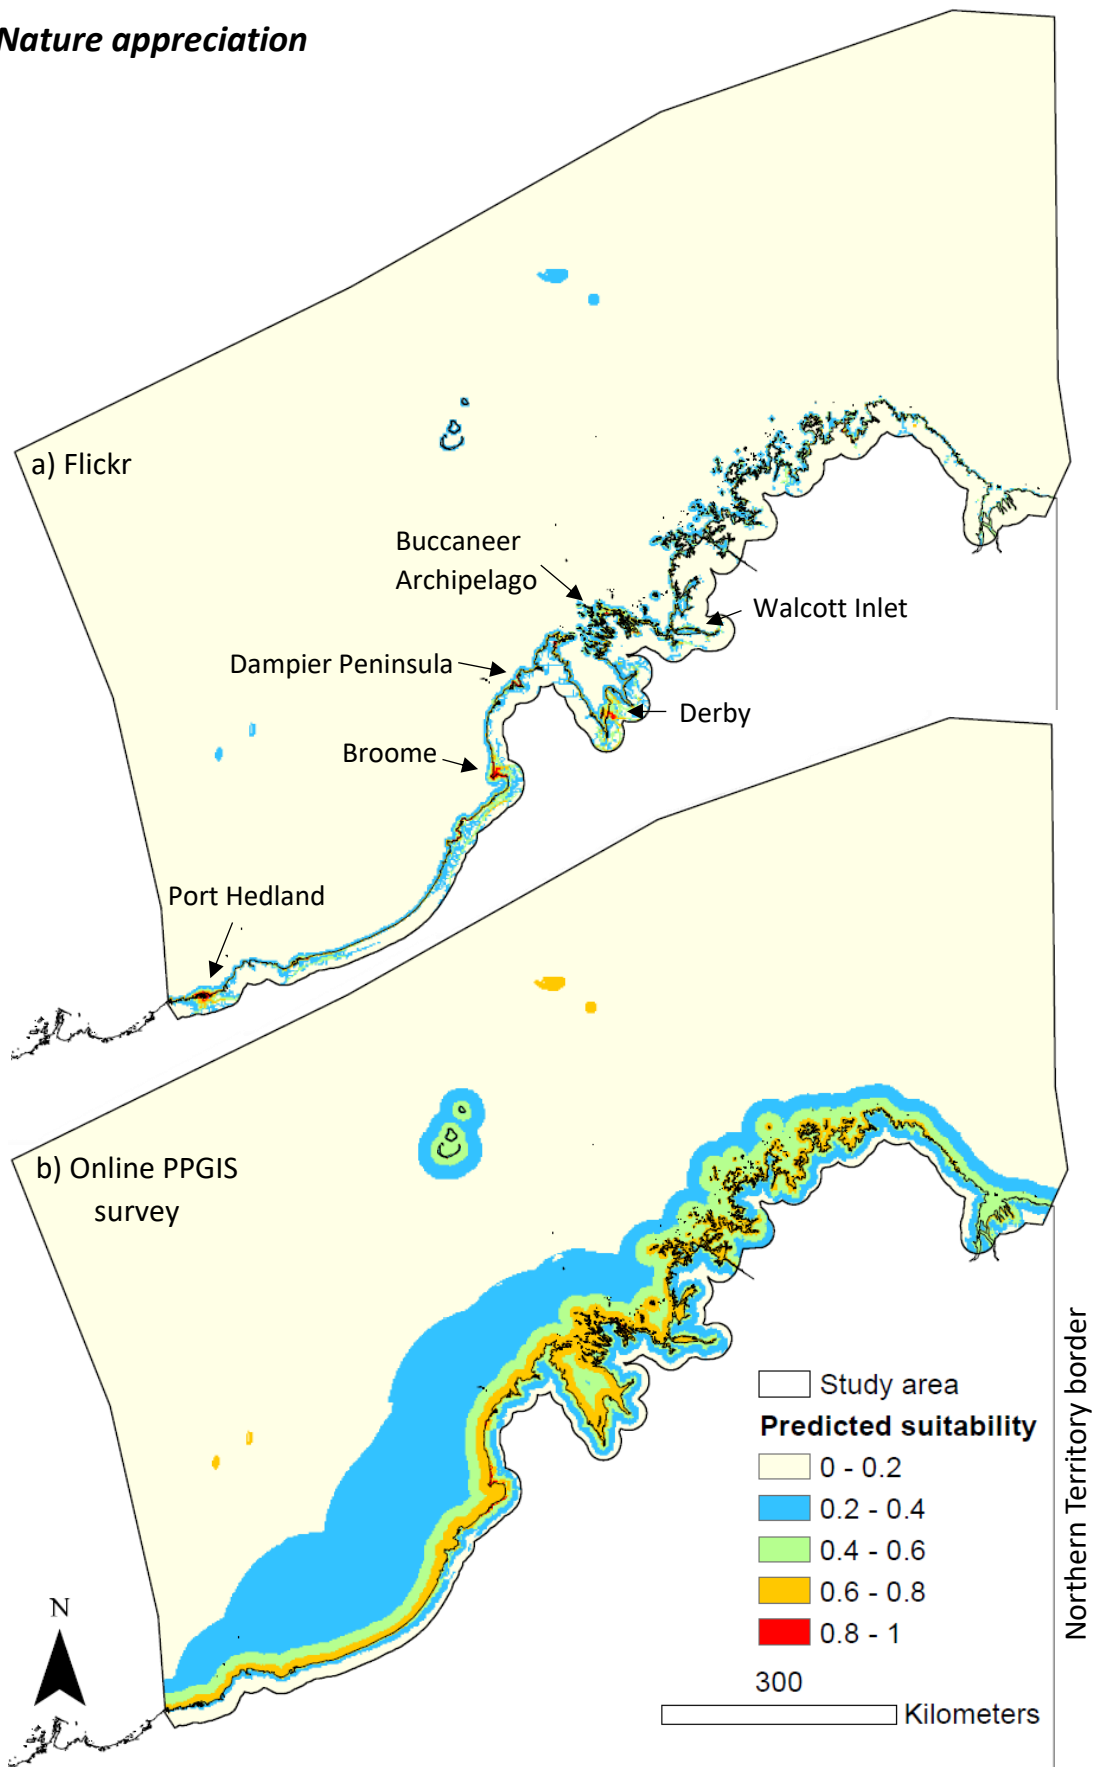 Nature appreciation
a) Flickr
Buccaneer
Archipelago
Walcott Inlet
Dampier Peninsula
Derby
Broome
Port Hedland
b) Online PPGIS
survey
Study area
Predicted suitability
0 - 0.2
0.2 - 0.4
0.4 - 0.6
0.6 - 0.8
0.8 - 1
N
300
Kilometers
Northern Territory border